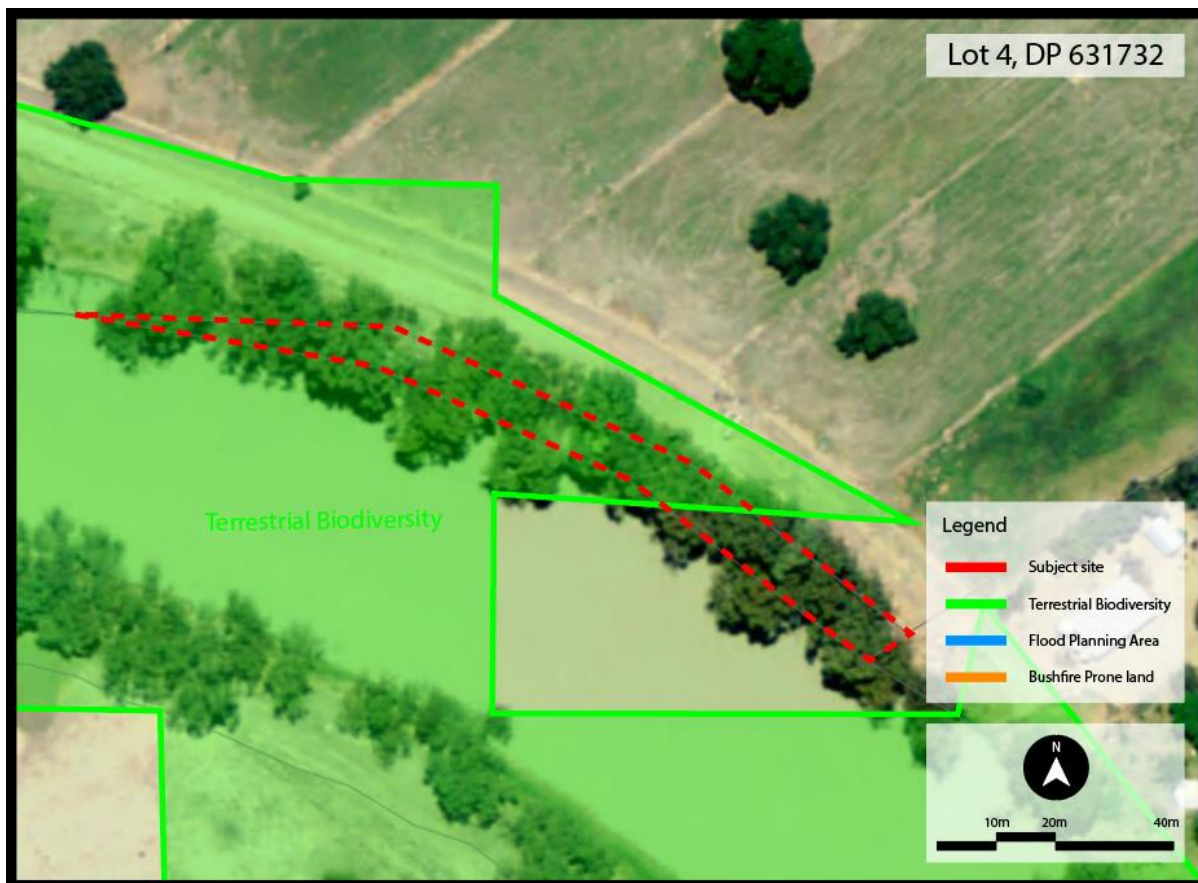 Lot 4, DP 631732
Terrestrial Biodiversity
Legend
Subject site
Terrestrial Biodiversity
Flood Planning Area
Bushfire Prone land
N
10m 20m 40m